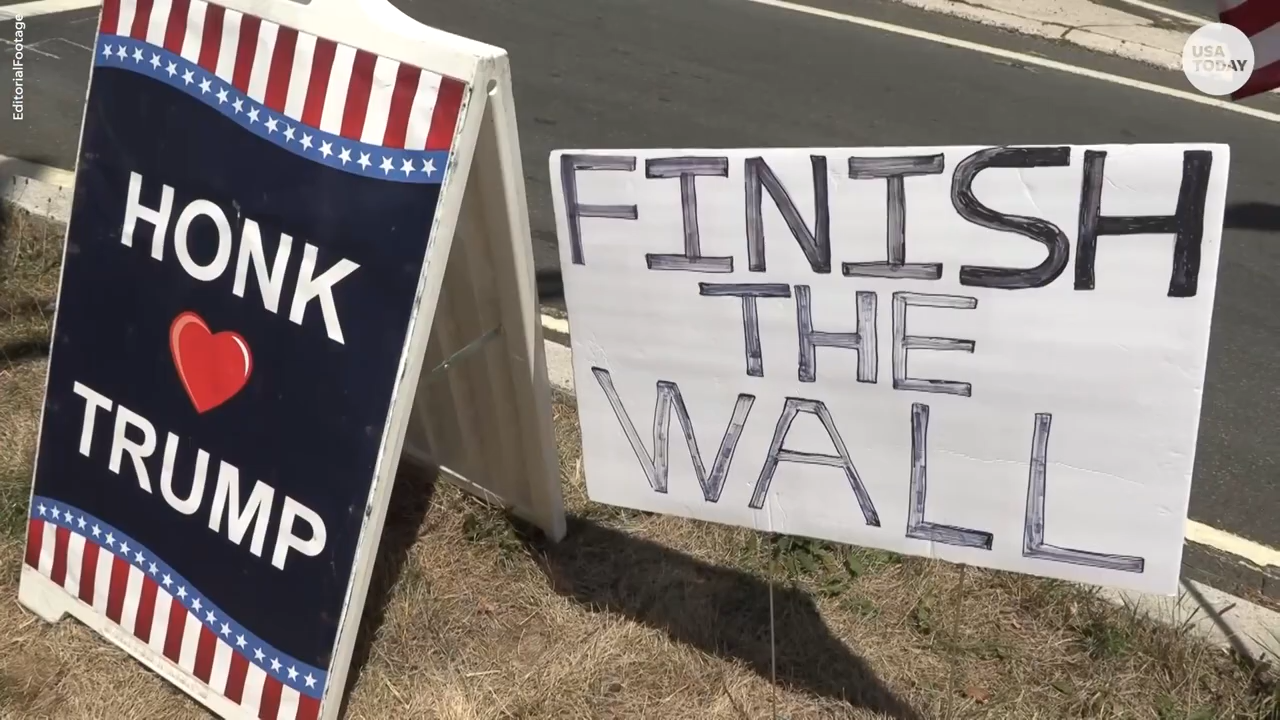 EditorialFootage
USA
TODAY
HONK
TRUMP
FINISH
THE
WALL